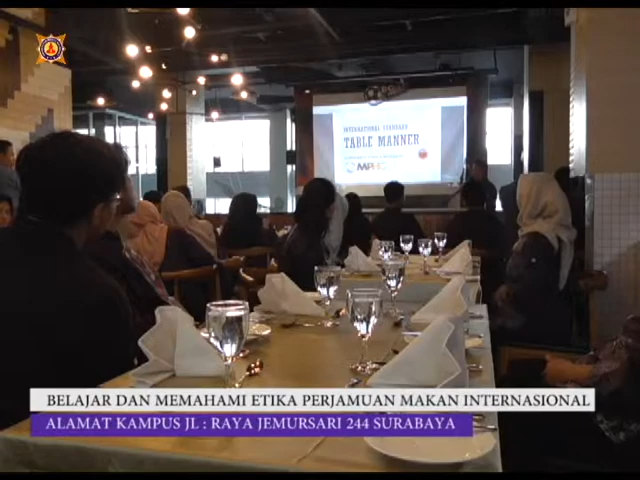 INTERNATIONAL STANDARD
TABLE MANNER
BELAJAR DAN MEMAHAMI ETIKA PERJAMUAN MAKAN INTERNASIONAL
ALAMAT KAMPUS JL : RAYA JEMURSARI 244 SURABAYA